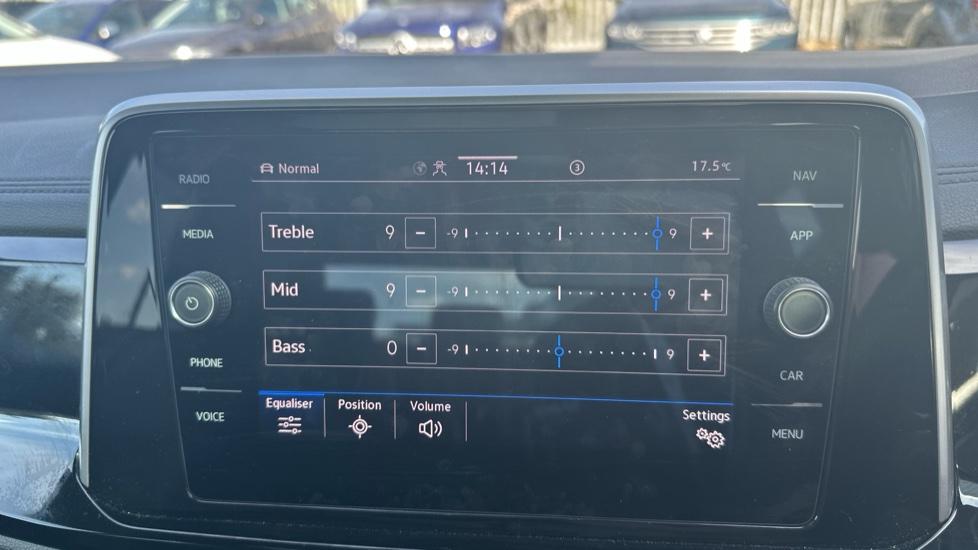 RADIO
Normal 14:14 3 17.5°C
NAV
MEDIA
Treble 9 − -9 9 +
APP
Mid 9 − -9 9 +
Bass 0 − -9 9 +
PHONE
CAR
VOICE
Equaliser Position Volume Settings
MENU